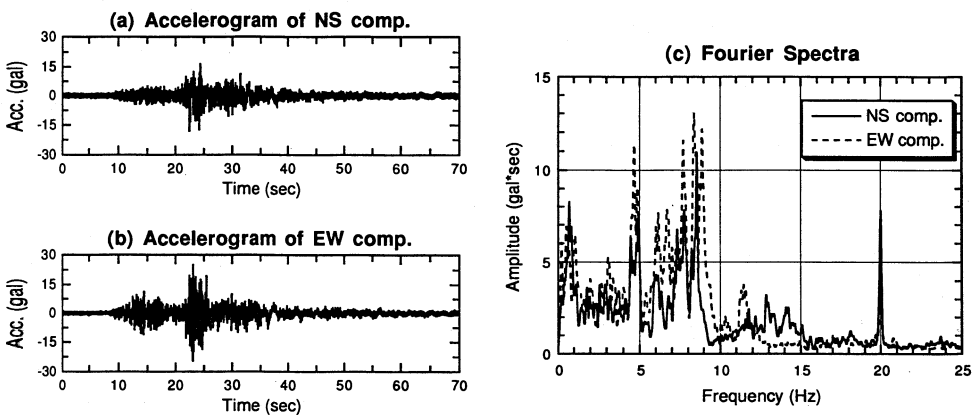 (a) Accelerogram of NS comp.
30
15
0
-15
-30
Acc. (gal)
0 10 20 30 40 50 60 70
Time (sec)
(b) Accelerogram of EW comp.
30
15
0
-15
-30
Acc. (gal)
0 10 20 30 40 50 60 70
Time (sec)
(c) Fourier Spectra
15
10
5
0
Amplitude (gal*sec)
NS comp.
EW comp.
0 5 10 15 20 25
Frequency (Hz)